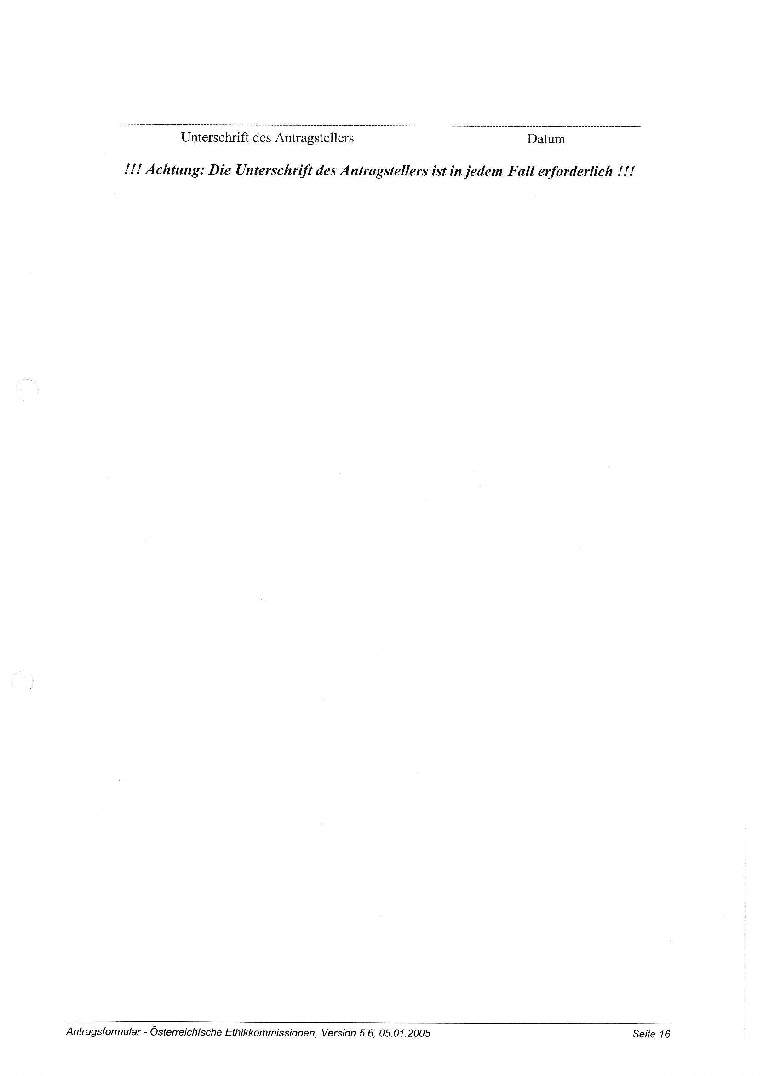 Unterschrift des Antragstellers Datum
!!! Achtung: Die Unterschrift des Antragstellers ist in jedem Fall erforderlich !!!
Antragsformular - Österreichische Ethikkommissionen, Version 5.6, 05.01.2005 Seite 16